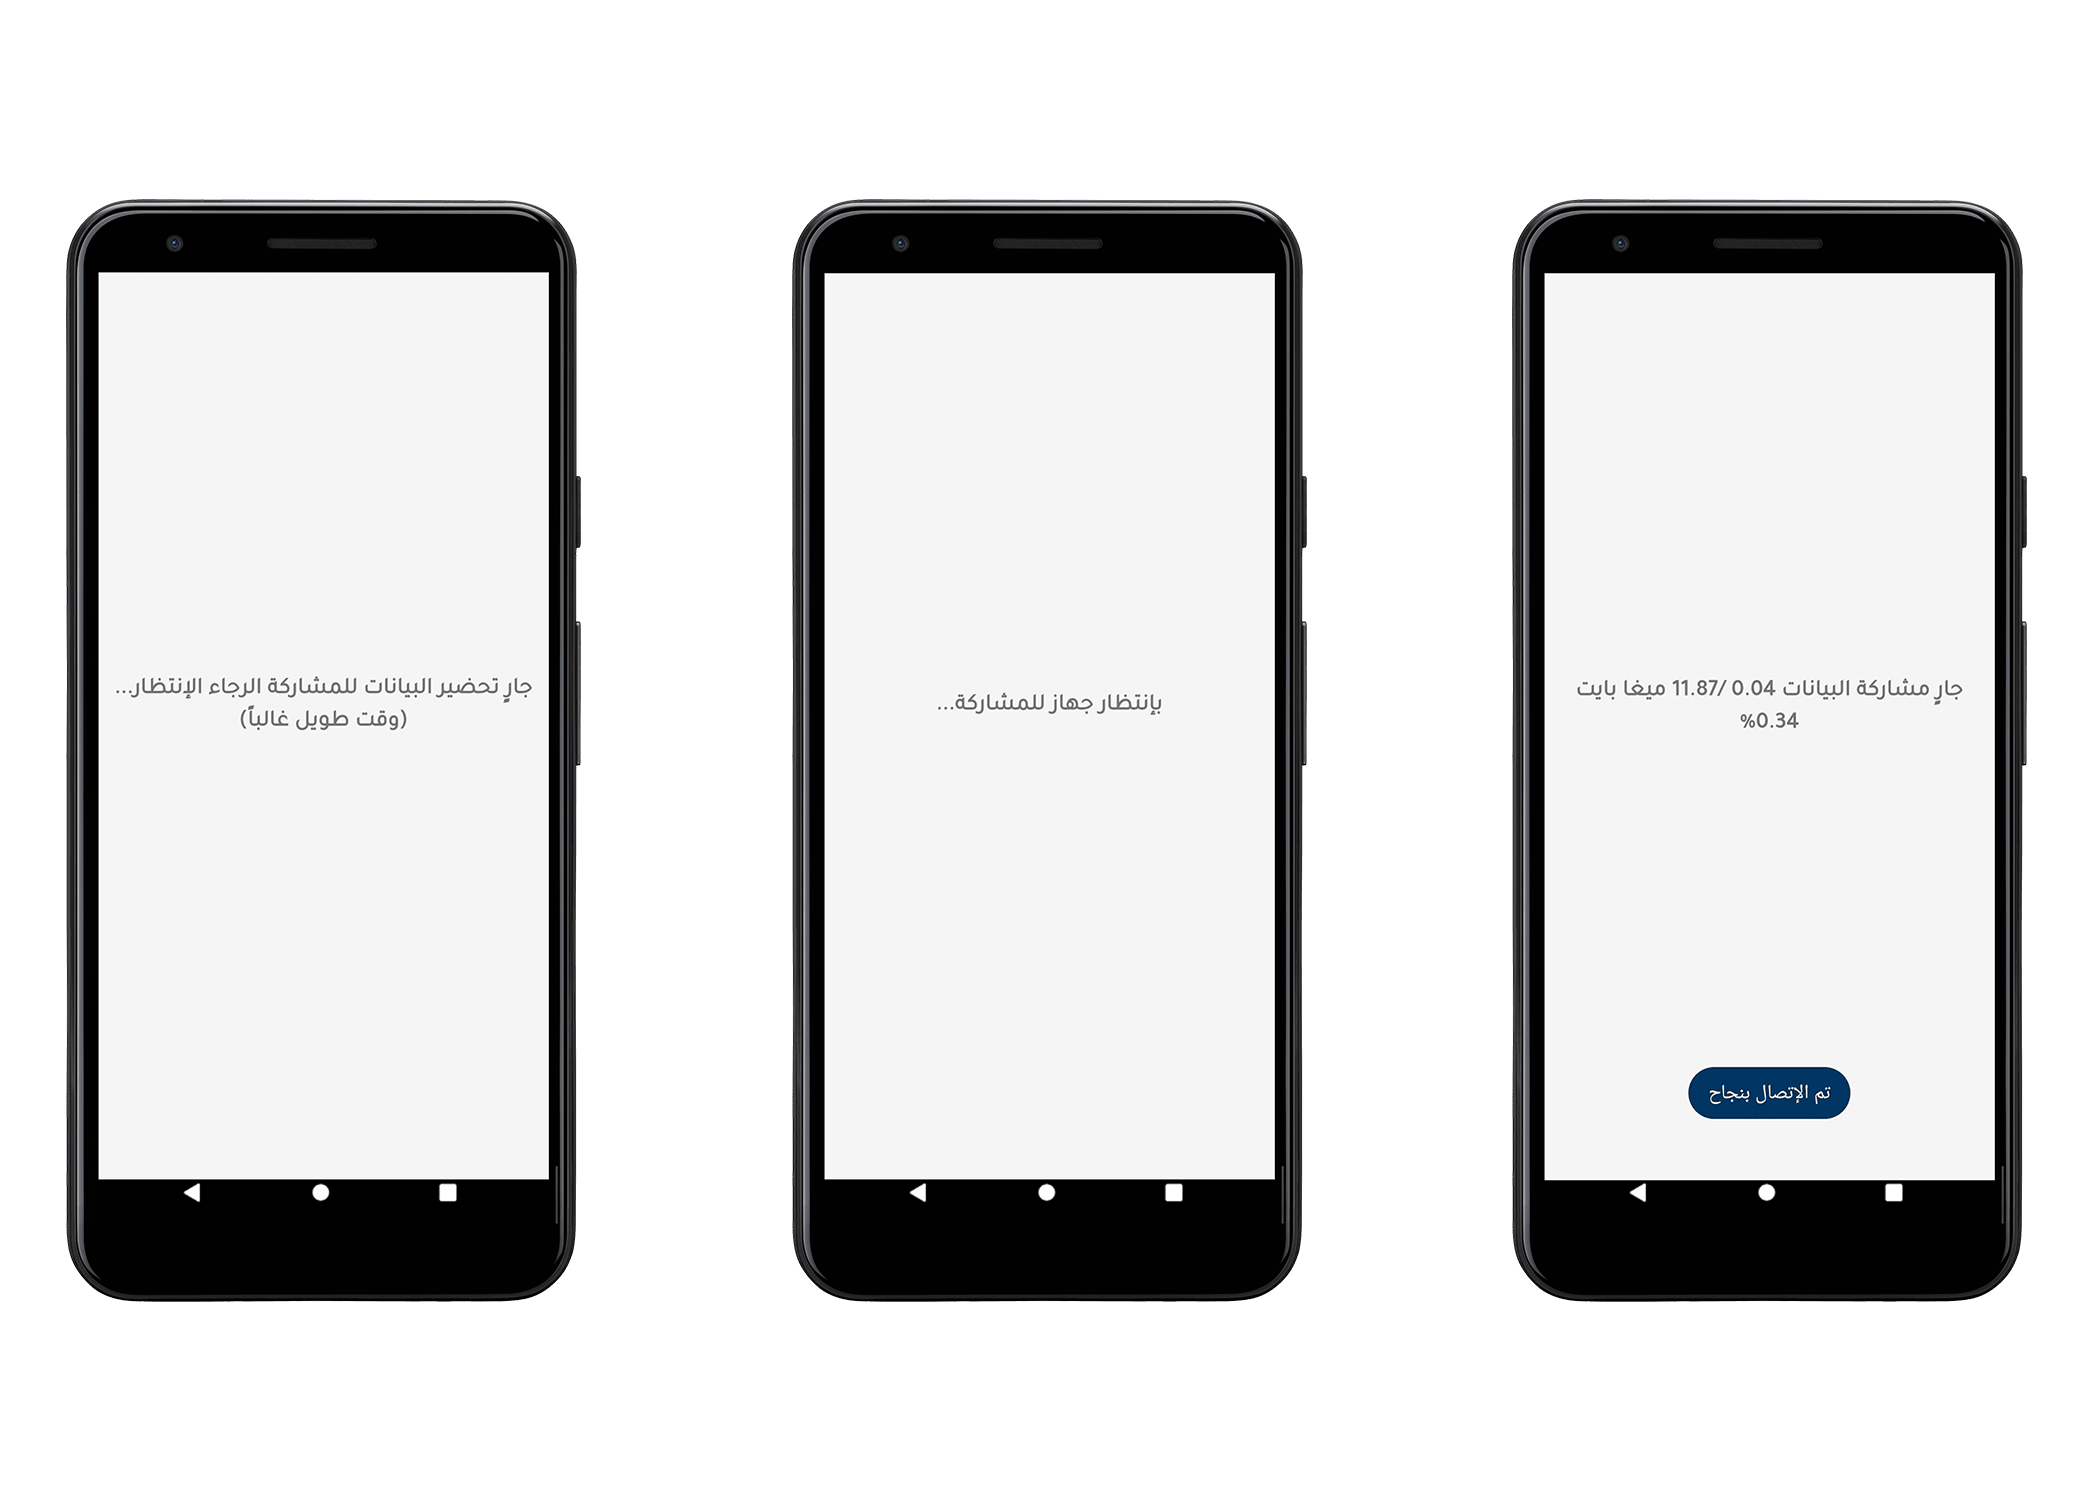 جارٍ تحضير البيانات للمشاركة الرجاء الإنتظار...
(وقت طويل غالباً)
بإنتظار جهاز للمشاركة...
جارٍ مشاركة البيانات 0.04 /11.87 ميغا بايت
%0.34
تم الإتصال بنجاح